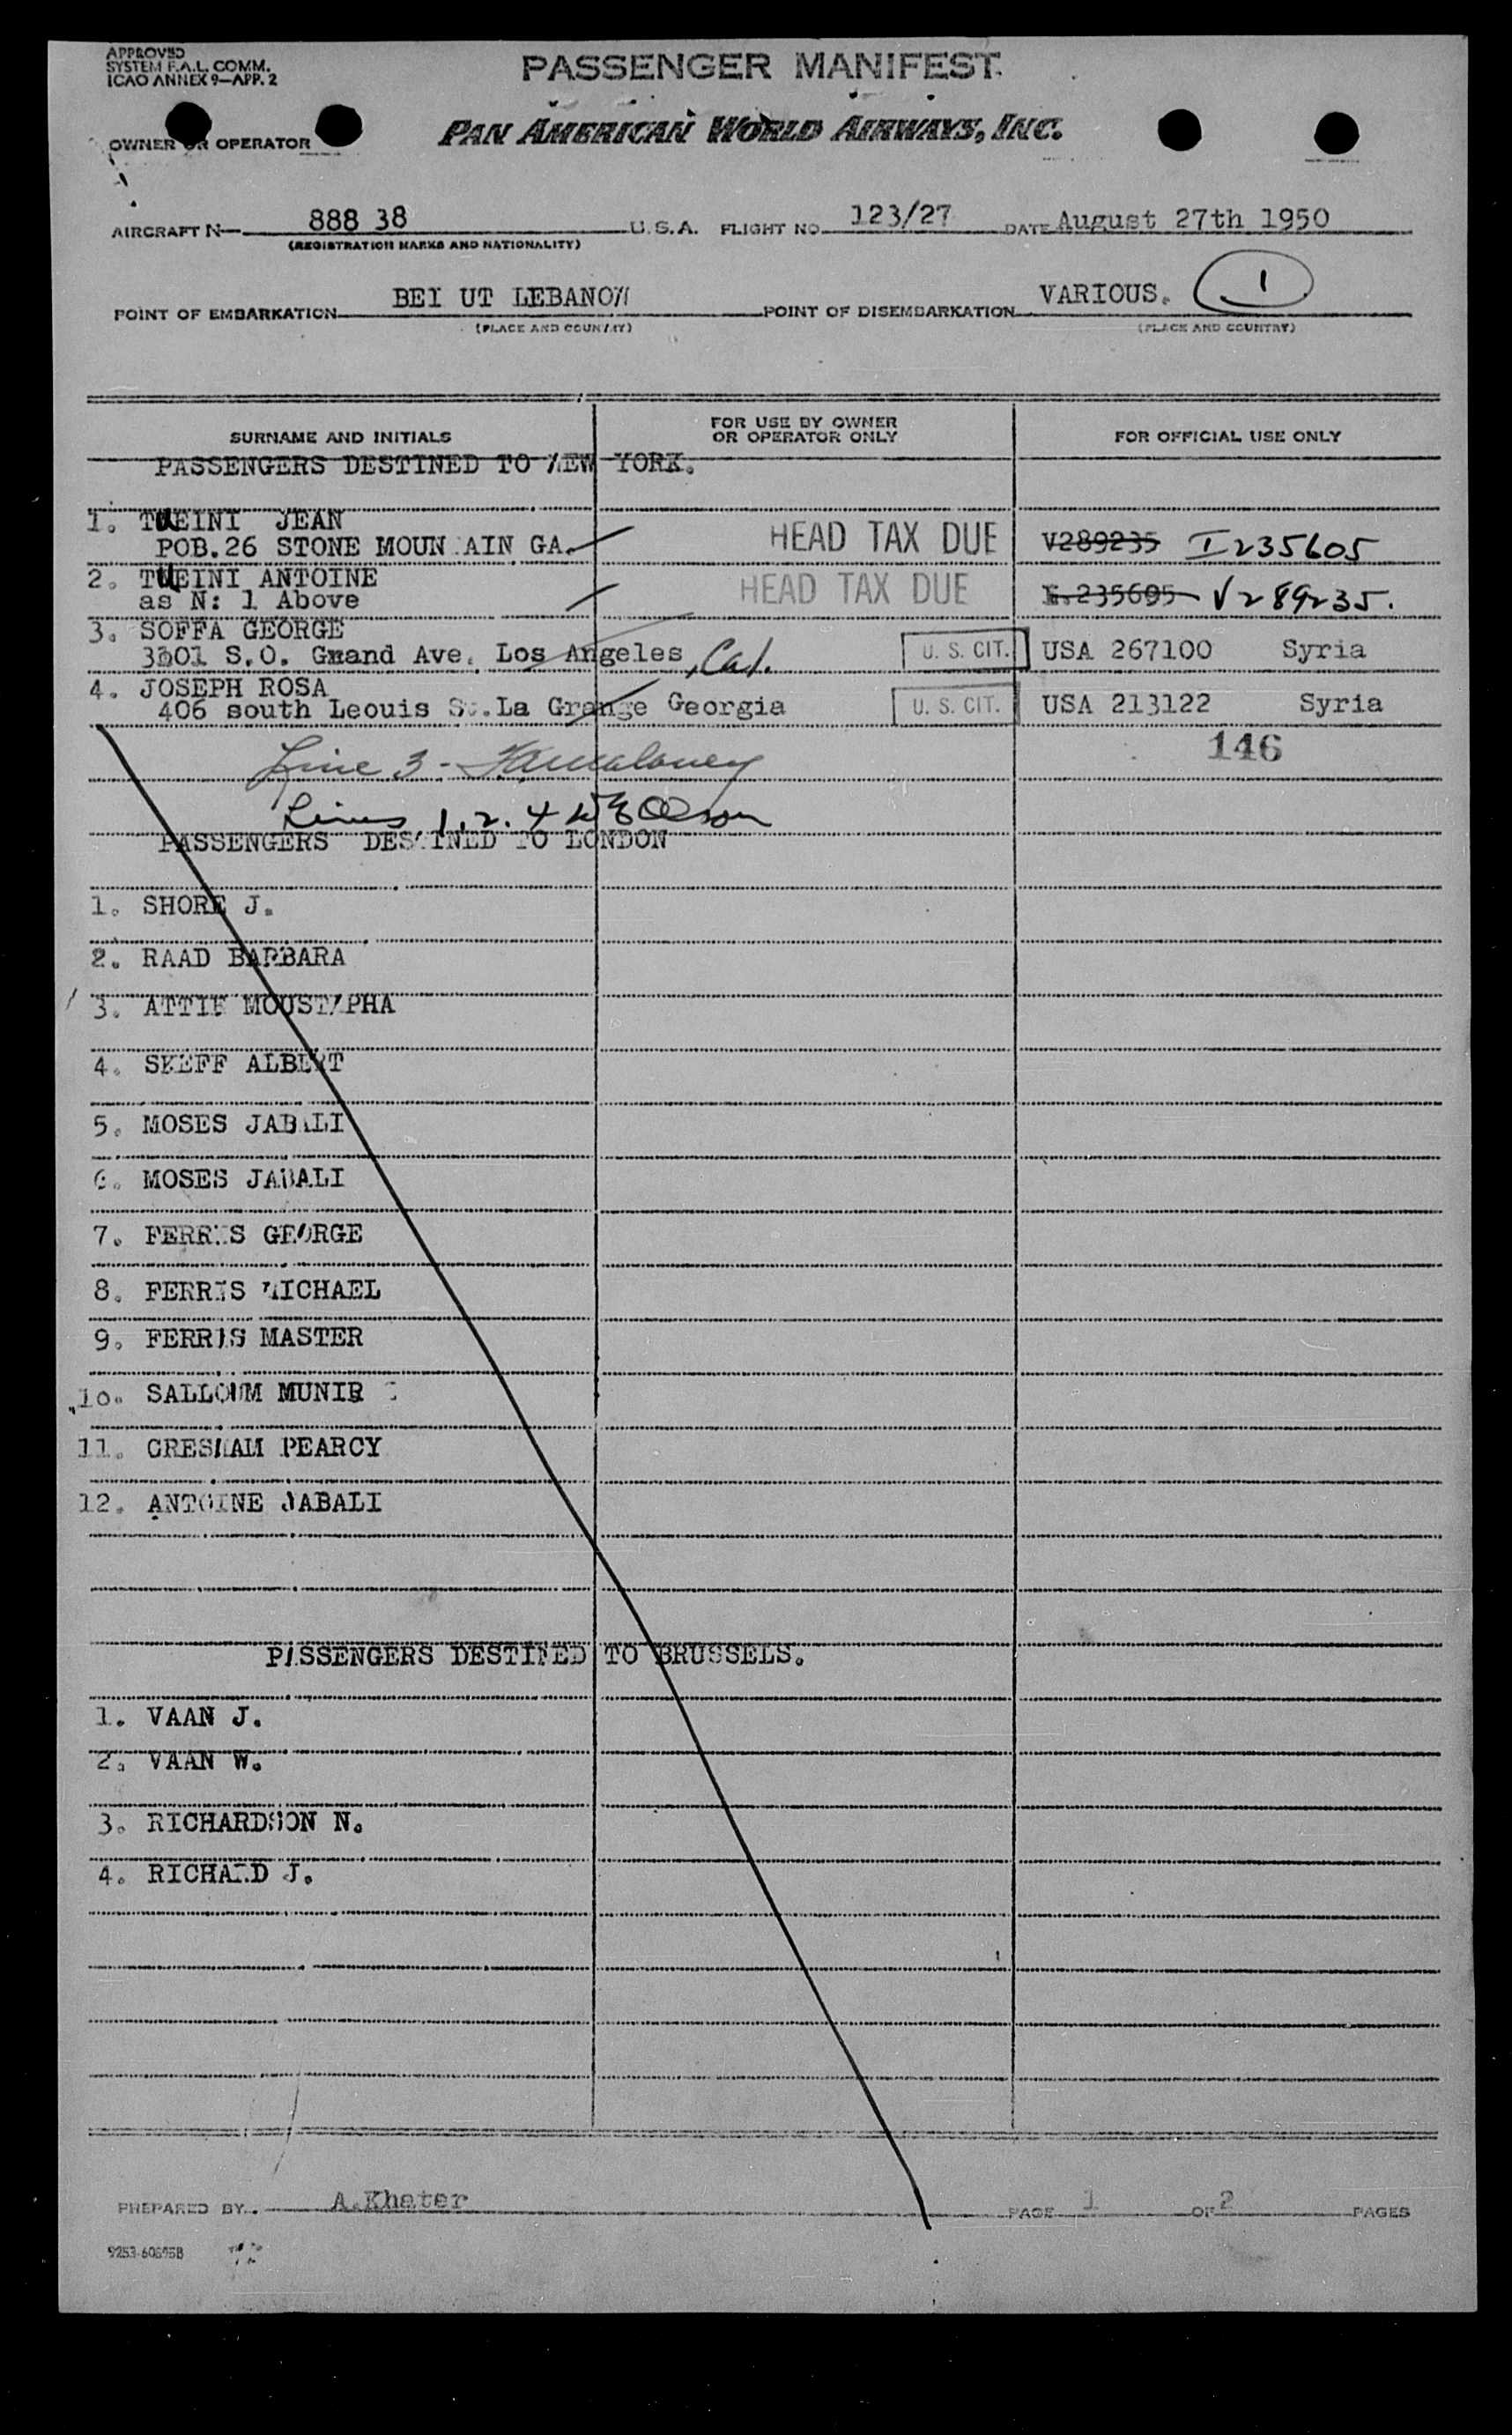 APPROVED
SYSTEM F.A.L. COMM.
ICAO ANNEX 9—APP. 2
PASSENGER MANIFEST
OWNER OR OPERATOR
PAN AMERICAN WORLD AIRWAYS, INC.
AIRCRAFT N— 888 38 U.S.A. FLIGHT NO. 123/27 DATE August 27th 1950
(REGISTRATION MARKS AND NATIONALITY)
POINT OF EMBARKATION BEI UT LEBANON POINT OF DISEMBARKATION VARIOUS. 1
(PLACE AND COUNTRY) (PLACE AND COUNTRY)
SURNAME AND INITIALS FOR USE BY OWNER OR OPERATOR ONLY FOR OFFICIAL USE ONLY
PASSENGERS DESTINED TO NEW YORK.
1. TUEINI JEAN
POB.26 STONE MOUN AIN GA. HEAD TAX DUE V289235 I235605
2. TUEINI ANTOINE
as N: 1 Above HEAD TAX DUE I.235605 V289235.
3. SOFFA GEORGE
3301 S.O. Grand Ave. Los Angeles, Cal. U. S. CIT. USA 267100 Syria
4. JOSEPH ROSA
406 south Leouis St.La Grange Georgia U. S. CIT. USA 213122 Syria
146
Line 3 -
Lines 1, 2. 4 Olson
PASSENGERS DESTINED TO LONDON
1. SHORE J.
2. RAAD BARBARA
3. ATTIE MOUSTAPHA
4. SKEFF ALBERT
5. MOSES JABALI
6. MOSES JABALI
7. FERRIS GEORGE
8. FERRIS MICHAEL
9. FERRIS MASTER
10. SALLOUM MUNIR
11. GRESHAM PEARCY
12. ANTOINE JABALI
PASSENGERS DESTINED TO BRUSSELS.
1. VAAN J.
2. VAAN W.
3. RICHARDSON N.
4. RICHARD J.
PREPARED BY. A.Khater PAGE 1 OF 2 PAGES